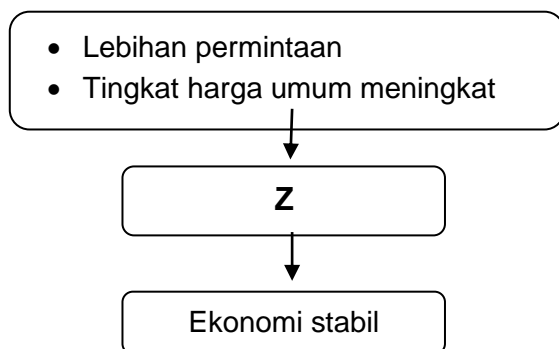 • Lebihan permintaan
• Tingkat harga umum meningkat
Z
Ekonomi stabil